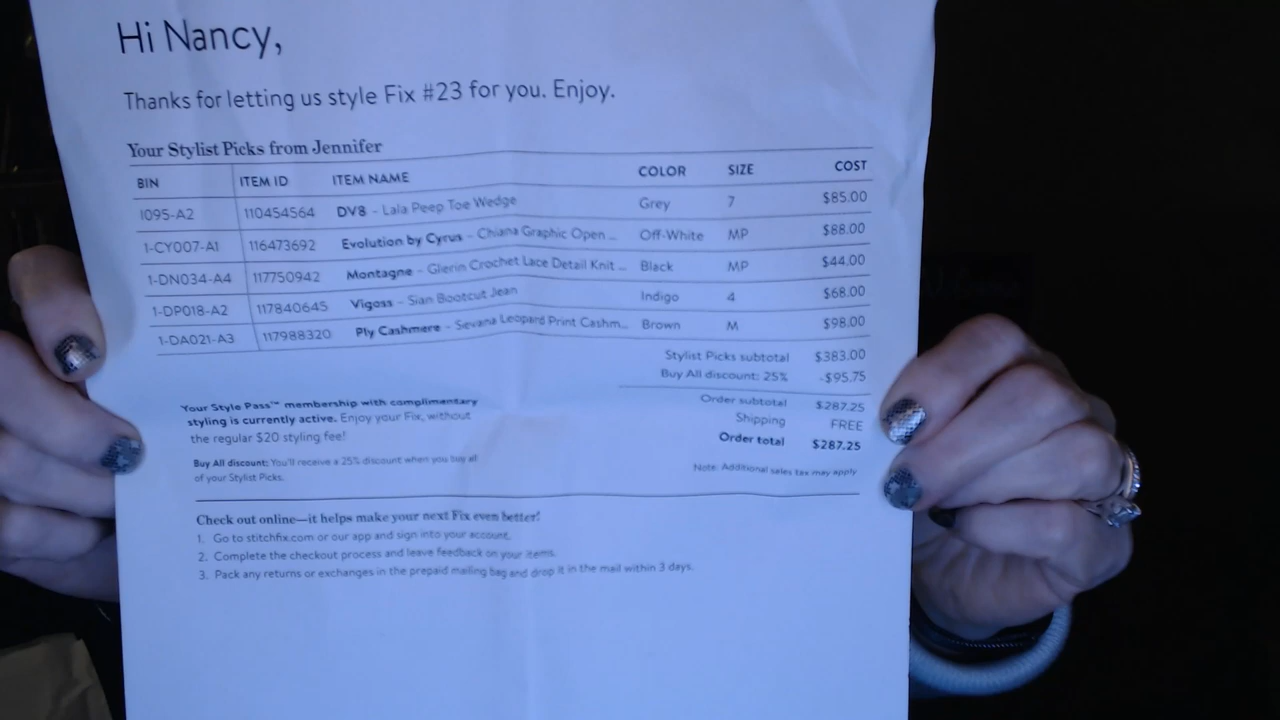 Hi Nancy,
Thanks for letting us style Fix #23 for you. Enjoy.
Your Stylist Picks from Jennifer
BIN ITEM ID ITEM NAME COLOR SIZE COST
1095-A2 110454564 DV8 – Lala Peep Toe Wedge Grey 7 $85.00
1-CY007-A1 116473692 Evolution by Cyrus – Chiana Graphic Open ... Off-White MP $88.00
1-DN034-A4 117750942 Montagne – Glerin Crochet Lace Detail Knit ... Black MP $44.00
1-DP018-A2 117840645 Vigoss – Sian Bootcut Jean Indigo 4 $68.00
1-DA021-A3 117988320 Ply Cashmere – Sevana Leopard Print Cashm... Brown M $98.00
Stylist Picks subtotal $383.00
Buy All discount: 25% -$95.75
Order subtotal $287.25
Shipping FREE
Order total $287.25
Note: Additional sales tax may apply
Your Style Pass™ membership with complimentary
styling is currently active. Enjoy your Fix, without
the regular $20 styling fee!
Buy All discount: You'll receive a 25% discount when you buy all
of your Stylist Picks.
Check out online—it helps make your next Fix even better!
1. Go to stitchfix.com or our app and sign into your account.
2. Complete the checkout process and leave feedback on your items.
3. Pack any returns or exchanges in the prepaid mailing bag and drop it in the mail within 3 days.